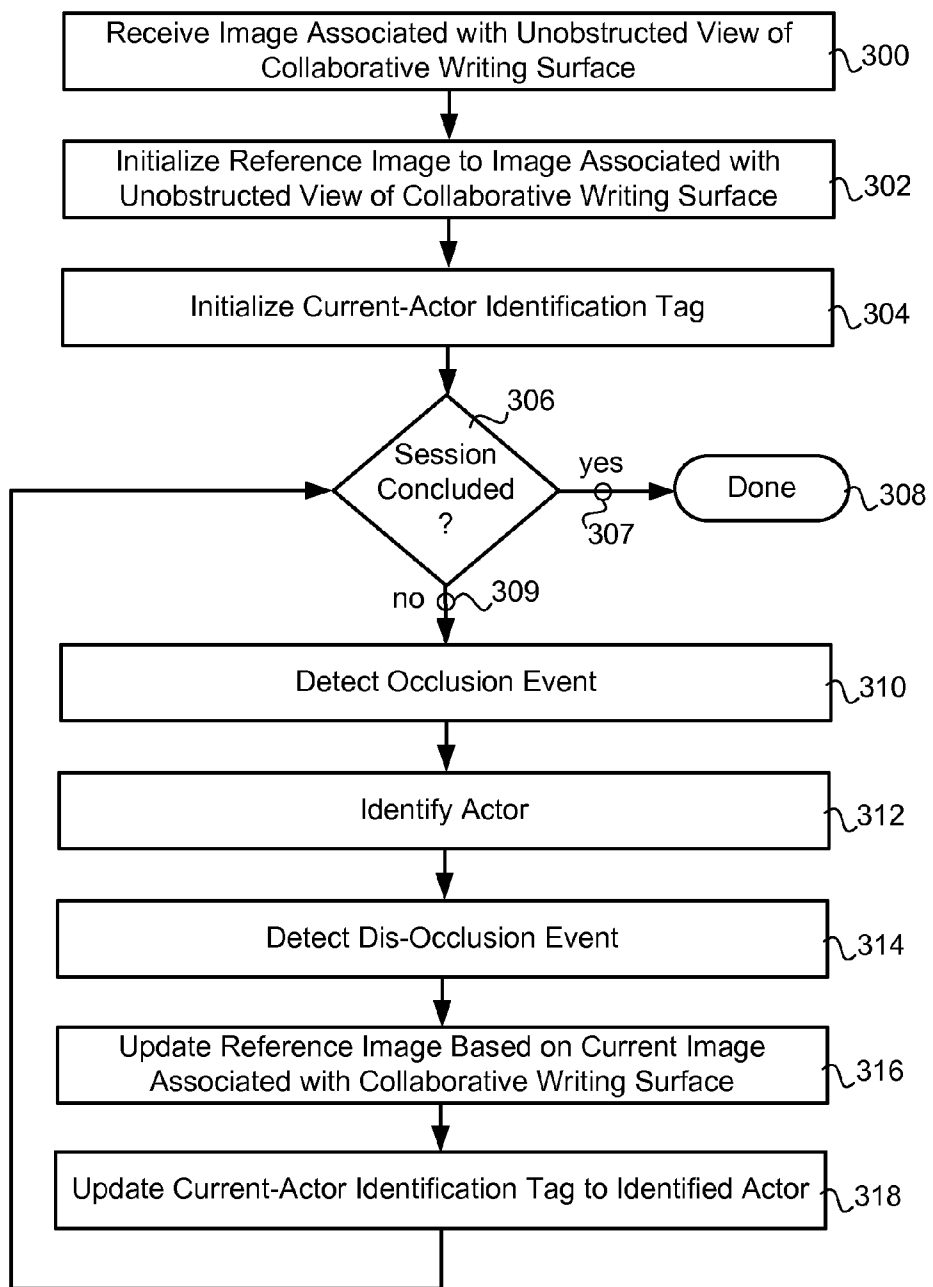 Receive Image Associated with Unobstructed View of
Collaborative Writing Surface
300
Initialize Reference Image to Image Associated with
Unobstructed View of Collaborative Writing Surface
302
Initialize Current-Actor Identification Tag
304
306
Session
Concluded
?
yes
307
Done
308
no
309
Detect Occlusion Event
310
Identify Actor
312
Detect Dis-Occlusion Event
314
Update Reference Image Based on Current Image
Associated with Collaborative Writing Surface
316
Update Current-Actor Identification Tag to Identified Actor
318